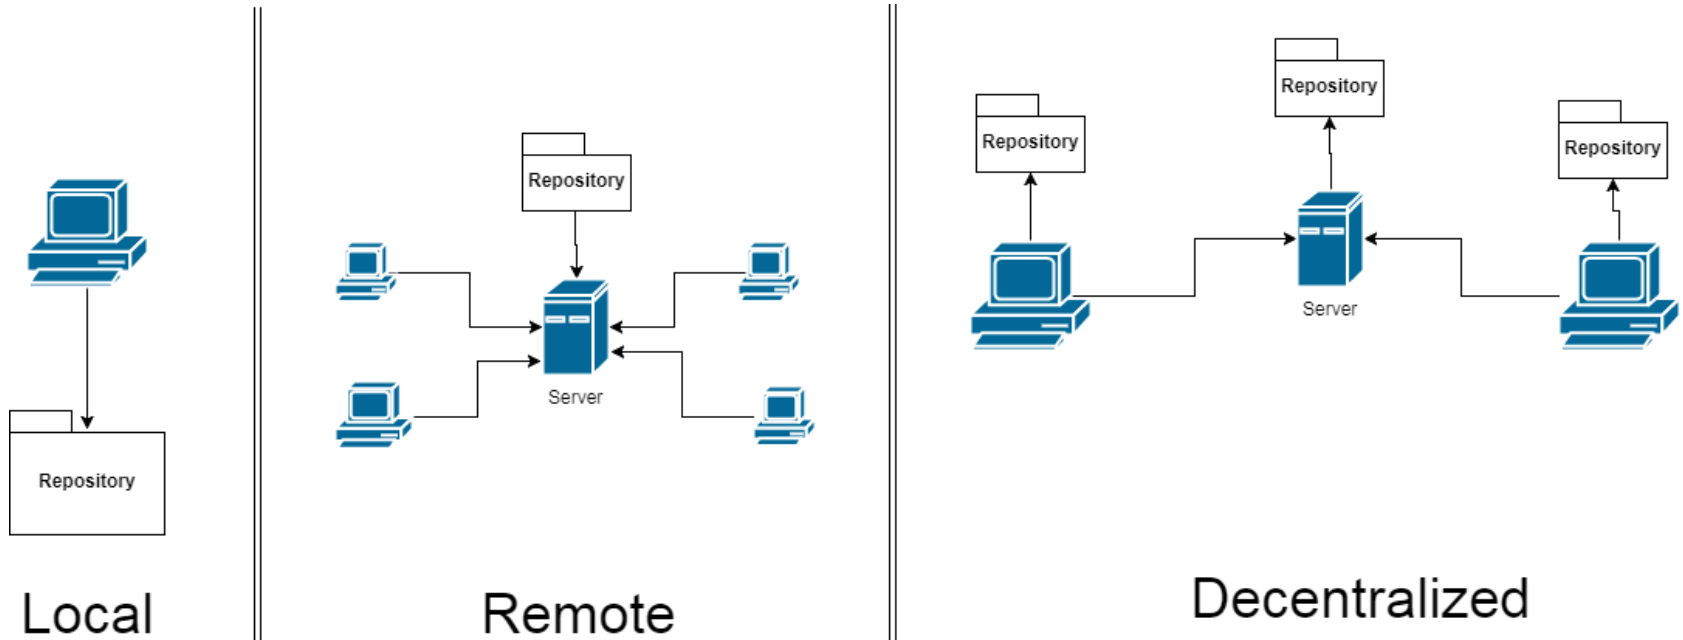 Repository
Local
Repository
Server
Remote
Repository
Repository
Repository
Server
Decentralized